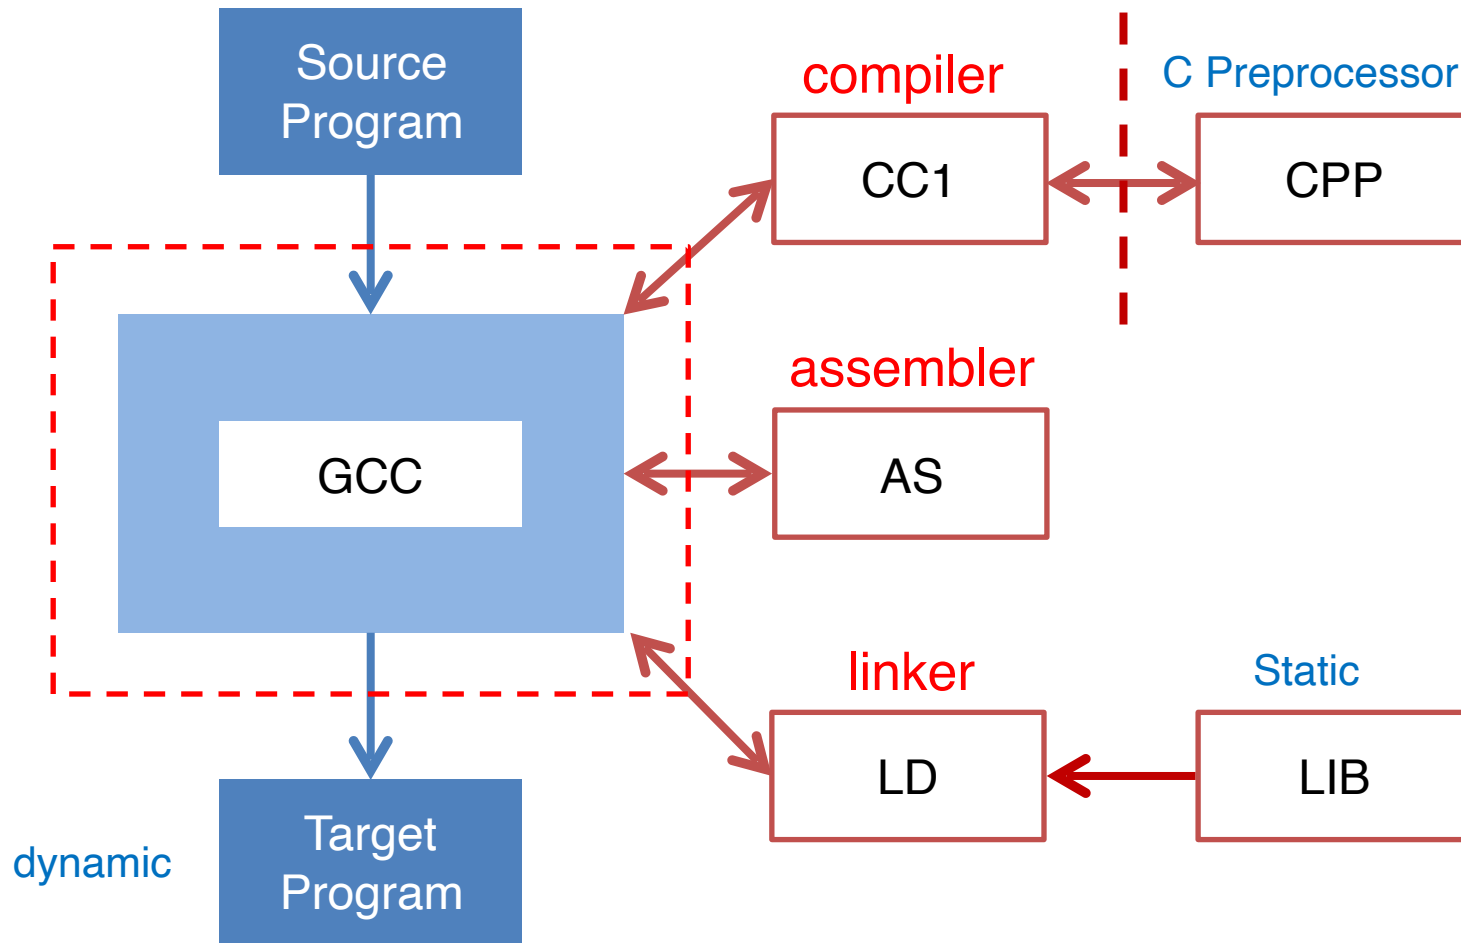 Source
Program
compiler
C Preprocessor
CC1
CPP
assembler
GCC
AS
linker
Static
LD
LIB
dynamic
Target
Program